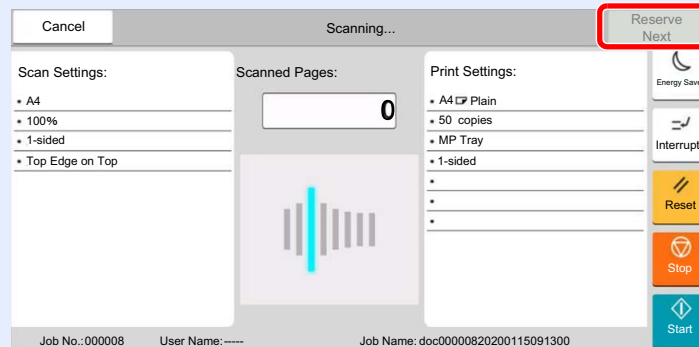 Cancel
Scanning...
Reserve
Next
Scan Settings:
• A4
• 100%
• 1-sided
• Top Edge on Top
Scanned Pages:
0
Print Settings:
• A4 Plain
• 50 copies
• MP Tray
• 1-sided
•
•
•
Energy Save
Interrupt
Reset
Stop
Start
Job No.:000008 User Name:----- Job Name: doc00000820200115091300